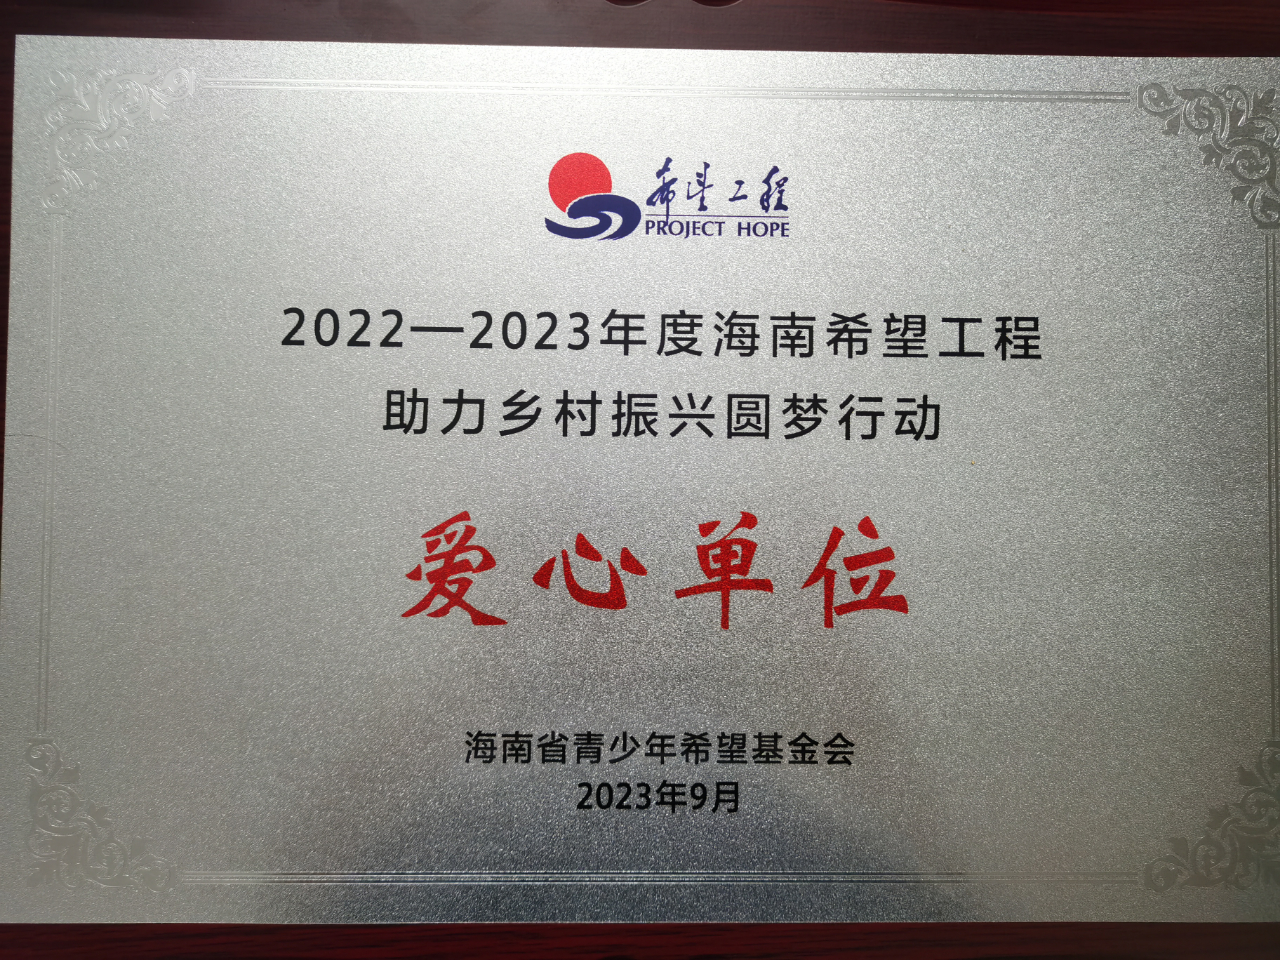 希望工程
PROJECT HOPE
2022—2023年度海南希望工程
助力乡村振兴圆梦行动
爱心单位
海南省青少年希望基金会
2023年9月